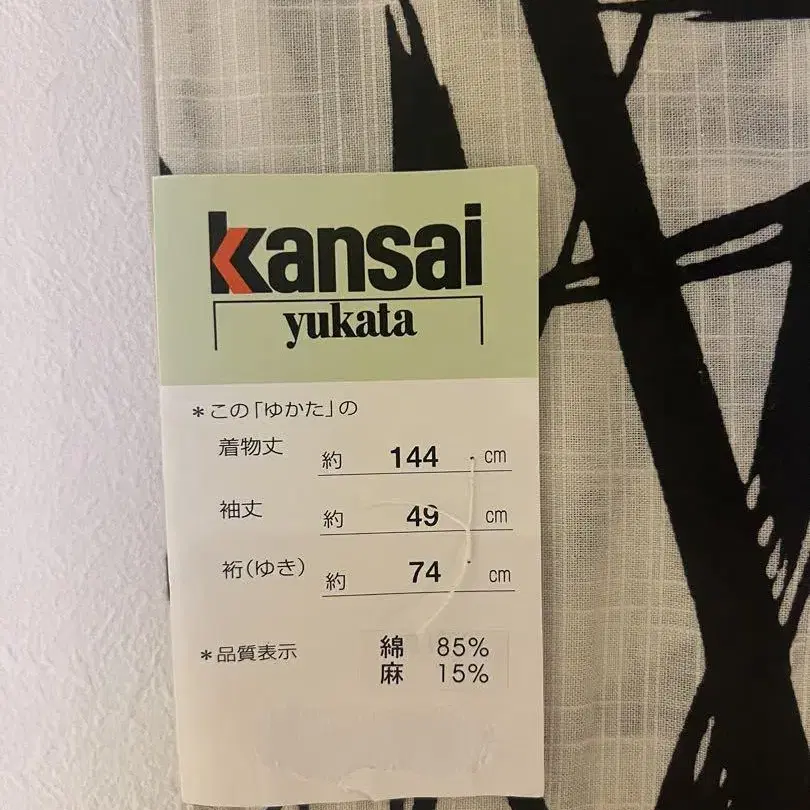 kansai
yukata
*この「ゆかた」の
着物丈 約 144 cm
袖丈 約 49 cm
裄(ゆき) 約 74 cm
*品質表示 綿 85%
麻 15%